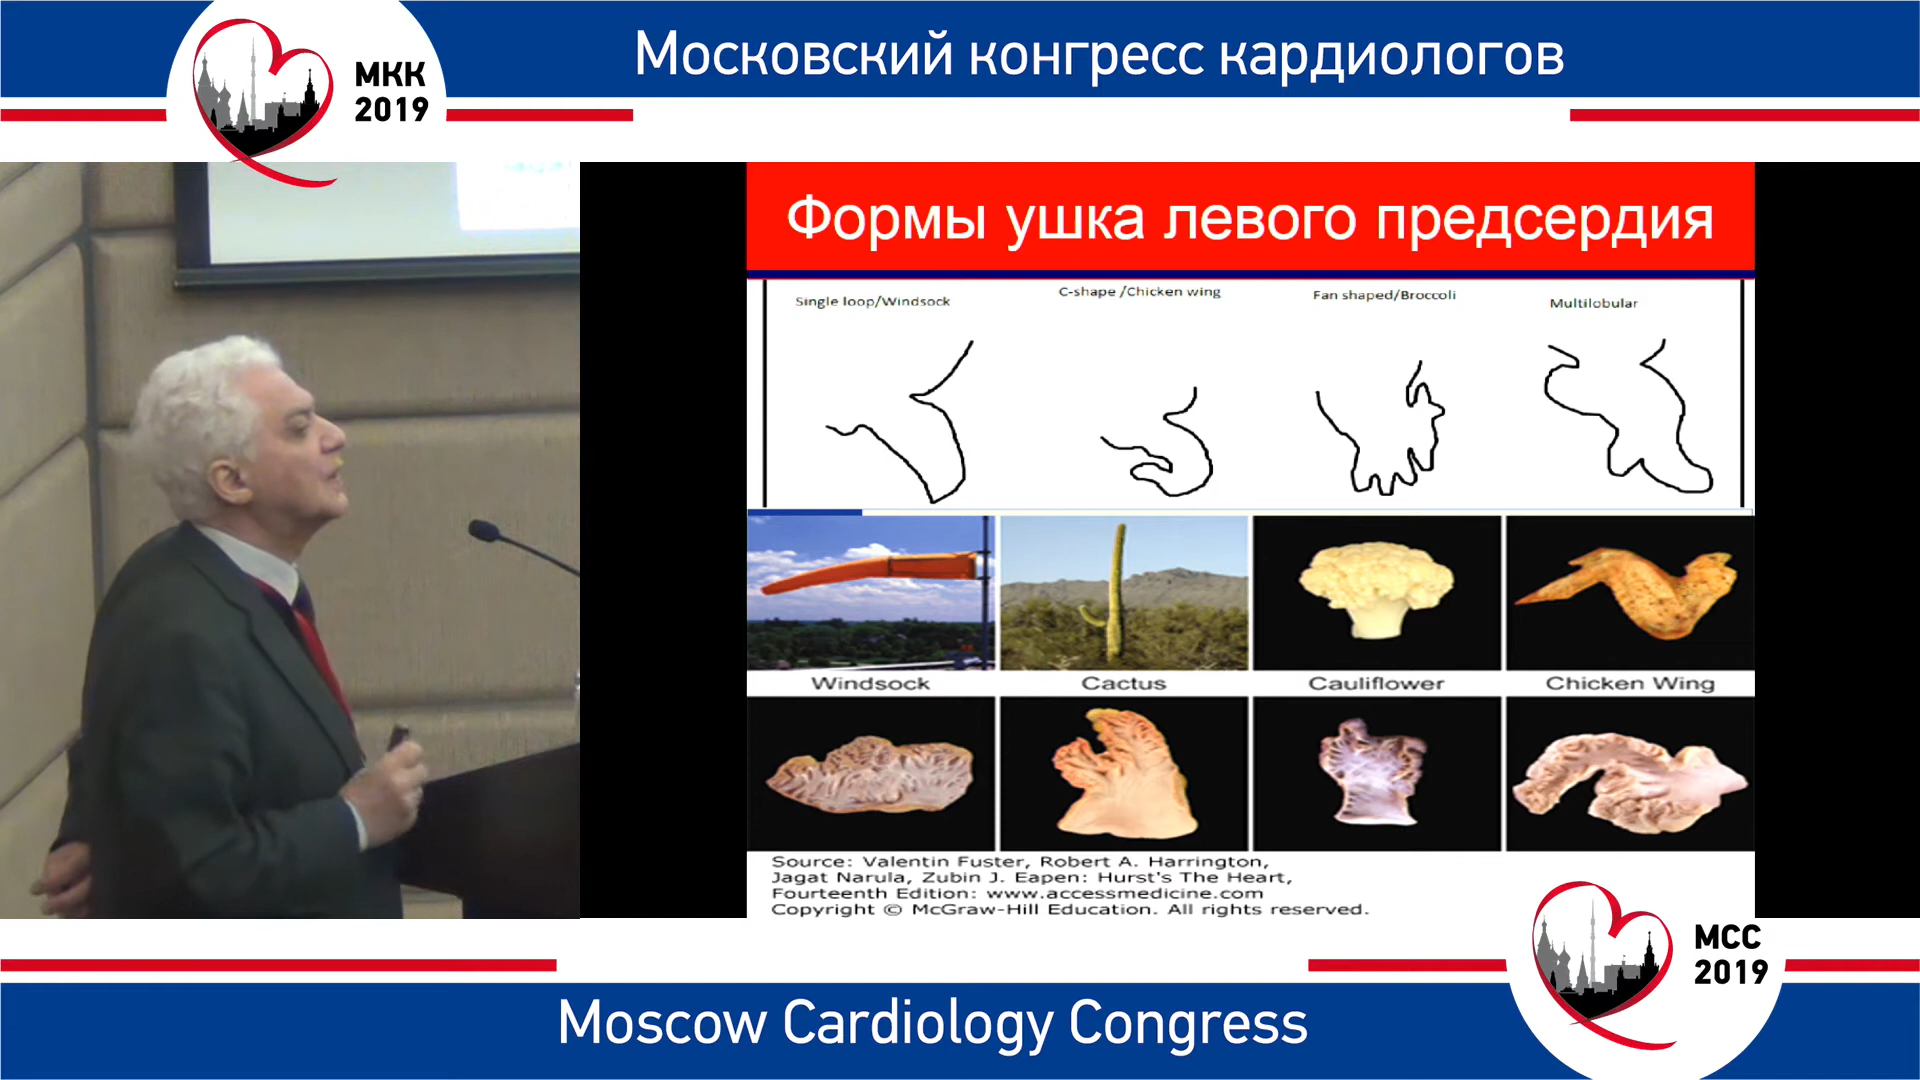 МКК
2019
Московский конгресс кардиологов
Формы ушка левого предсердия
Single loop/Windsock
C-shape /Chicken wing
Fan shaped/Broccoli
Multilobular
Windsock
Cactus
Cauliflower
Chicken Wing
Source: Valentin Fuster, Robert A. Harrington,
Jagat Narula, Zubin J. Eapen: Hurst's The Heart,
Fourteenth Edition: www.accessmedicine.com
Copyright © McGraw-Hill Education. All rights reserved.
MCC
2019
Moscow Cardiology Congress